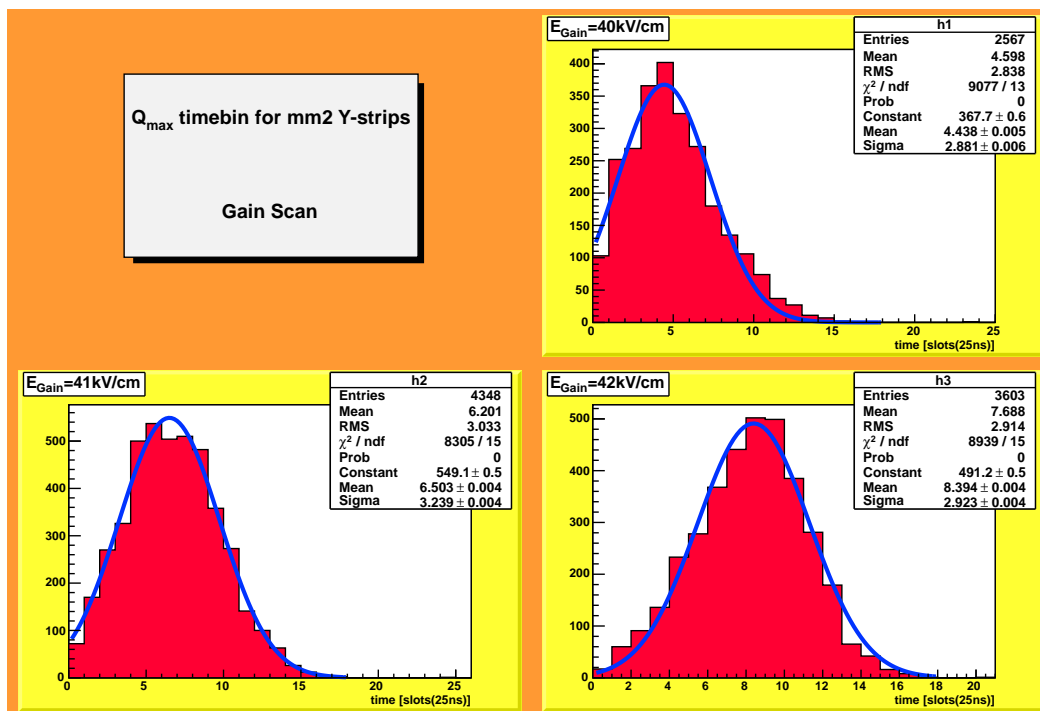 Q_max timebin for mm2 Y-strips
Gain Scan
E_Gain=40kV/cm
h1
Entries 2567
Mean 4.598
RMS 2.838
χ² / ndf 9077 / 13
Prob 0
Constant 367.7 ± 0.6
Mean 4.438 ± 0.005
Sigma 2.881 ± 0.006
400
350
300
250
200
150
100
50
0
0 5 10 15 20 25
time [slots(25ns)]
E_Gain=41kV/cm
h2
Entries 4348
Mean 6.201
RMS 3.033
χ² / ndf 8305 / 15
Prob 0
Constant 549.1 ± 0.5
Mean 6.503 ± 0.004
Sigma 3.239 ± 0.004
500
400
300
200
100
0
0 5 10 15 20 25
time [slots(25ns)]
E_Gain=42kV/cm
h3
Entries 3603
Mean 7.688
RMS 2.914
χ² / ndf 8939 / 15
Prob 0
Constant 491.2 ± 0.5
Mean 8.394 ± 0.004
Sigma 2.923 ± 0.004
500
400
300
200
100
0
0 2 4 6 8 10 12 14 16 18 20
time [slots(25ns)]